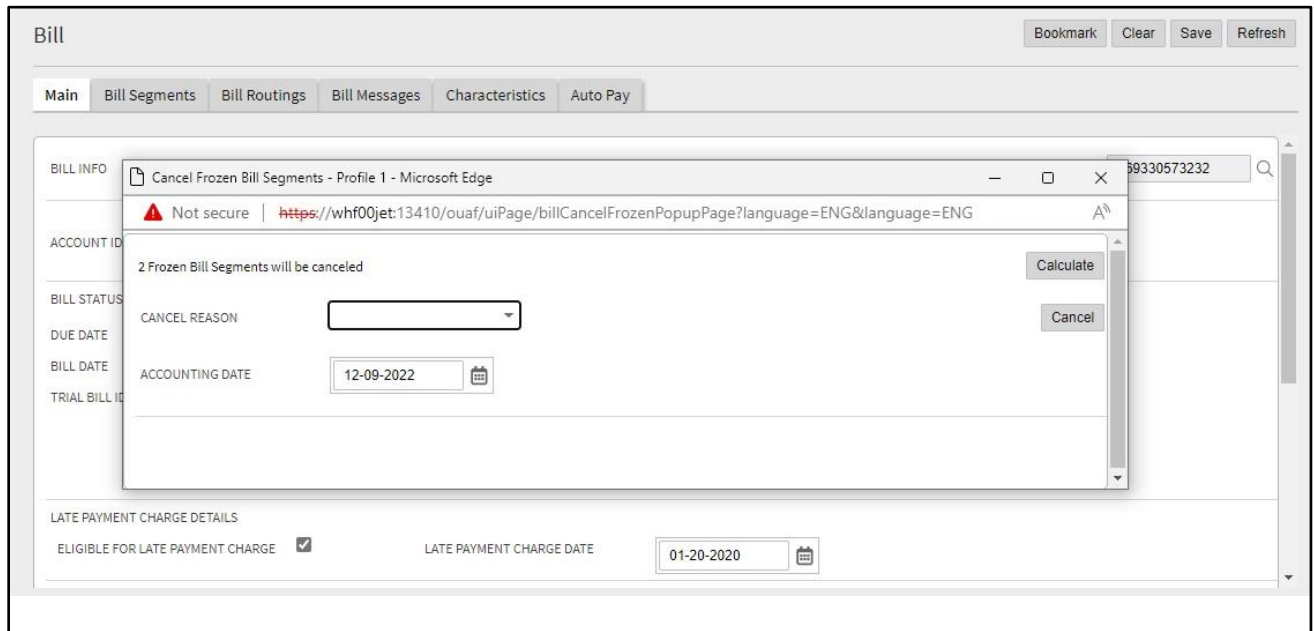 Bill
Bookmark Clear Save Refresh
Main Bill Segments Bill Routings Bill Messages Characteristics Auto Pay
BILL INFO
69330573232
Cancel Frozen Bill Segments - Profile 1 - Microsoft Edge
Not secure | https://whf00jet:13410/ouaf/uiPage/billCancelFrozenPopupPage?language=ENG&language=ENG
ACCOUNT ID
2 Frozen Bill Segments will be canceled
Calculate
BILL STATUS
CANCEL REASON
Cancel
DUE DATE
BILL DATE
ACCOUNTING DATE 12-09-2022
TRIAL BILL ID
LATE PAYMENT CHARGE DETAILS
ELIGIBLE FOR LATE PAYMENT CHARGE LATE PAYMENT CHARGE DATE 01-20-2020